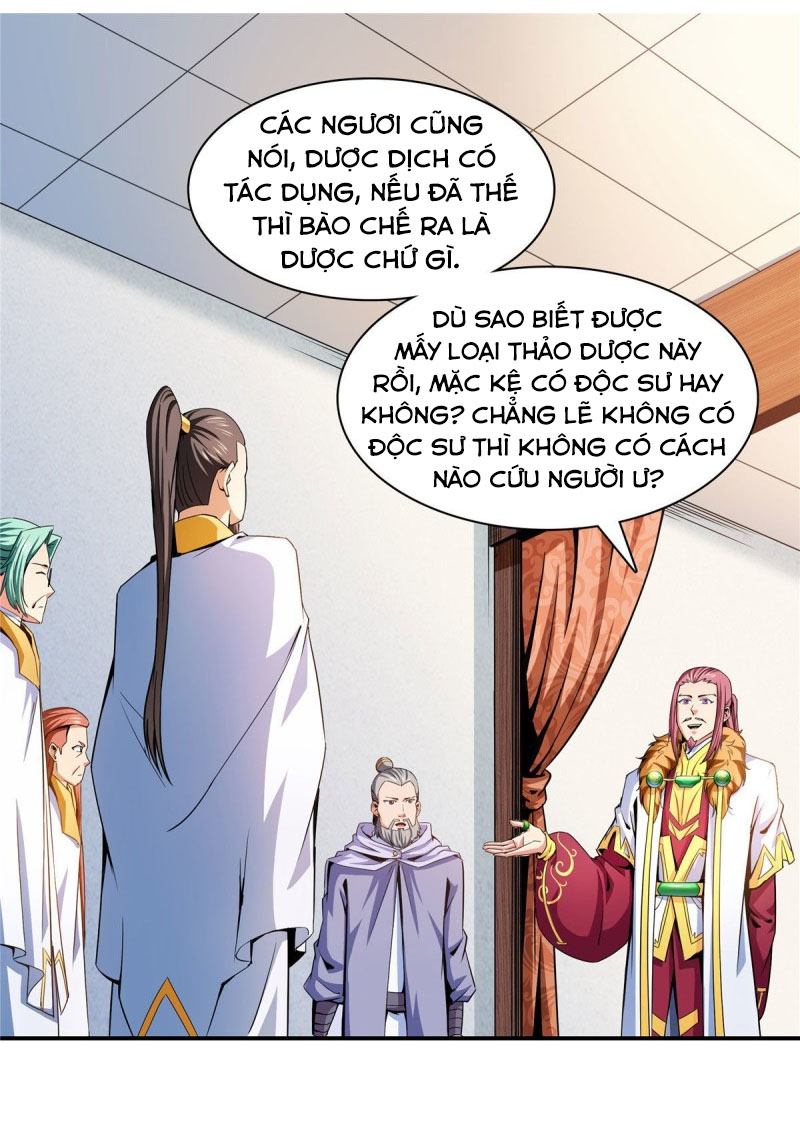 CÁC NGƯƠI CŨNG
NÓI, DƯỢC DỊCH CÓ
TÁC DỤNG, NẾU ĐÃ THẾ
THÌ BÀO CHẾ RA LÀ
DƯỢC CHỨ GÌ.
DÙ SAO BIẾT ĐƯỢC
MẤY LOẠI THẢO DƯỢC NÀY
RỒI, MẶC KỆ CÓ ĐỘC SƯ HAY
KHÔNG? CHẲNG LẼ KHÔNG CÓ
ĐỘC SƯ THÌ KHÔNG CÓ CÁCH
NÀO CỨU NGƯỜI Ư?